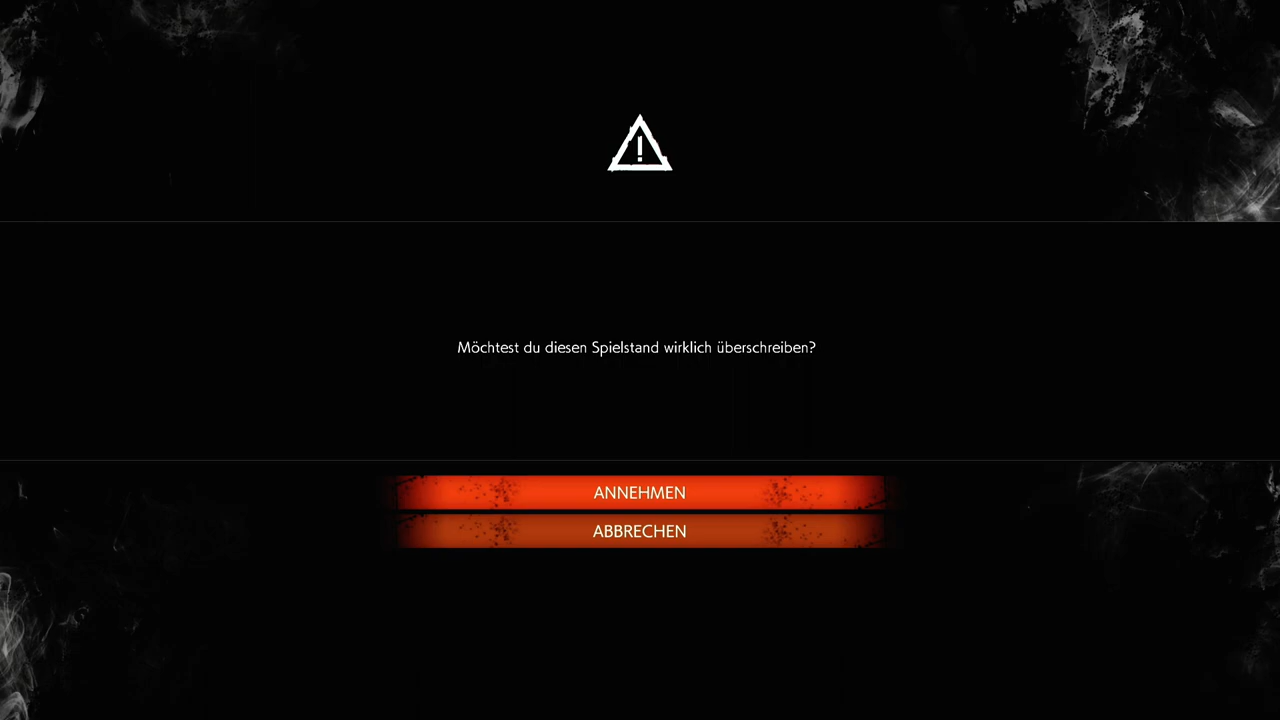 Möchtest du diesen Spielstand wirklich überschreiben?
ANNEHMEN
ABBRECHEN